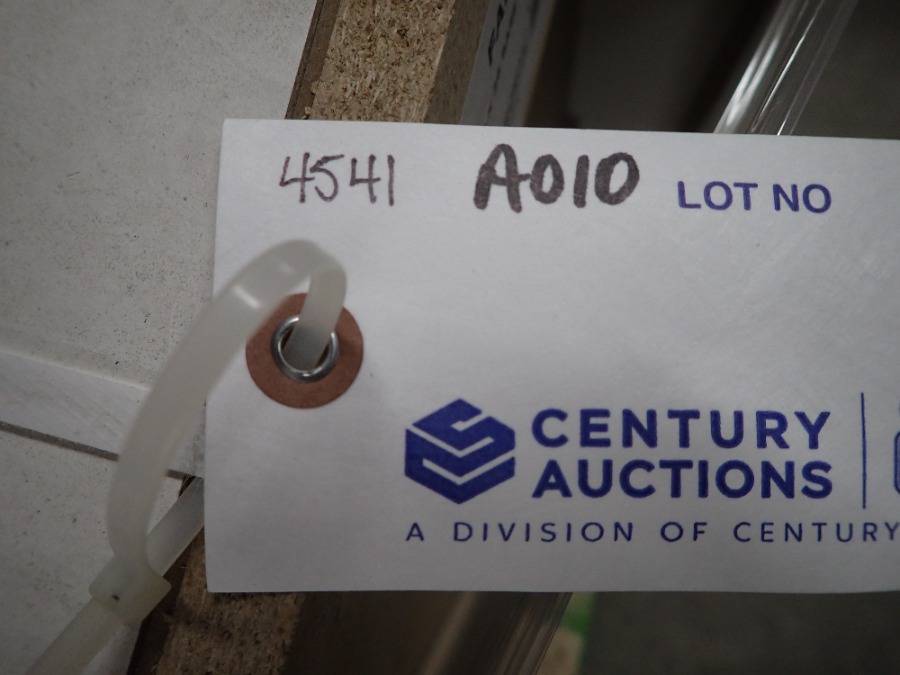 4541 A010 LOT NO
CENTURY
AUCTIONS
A DIVISION OF CENTURY